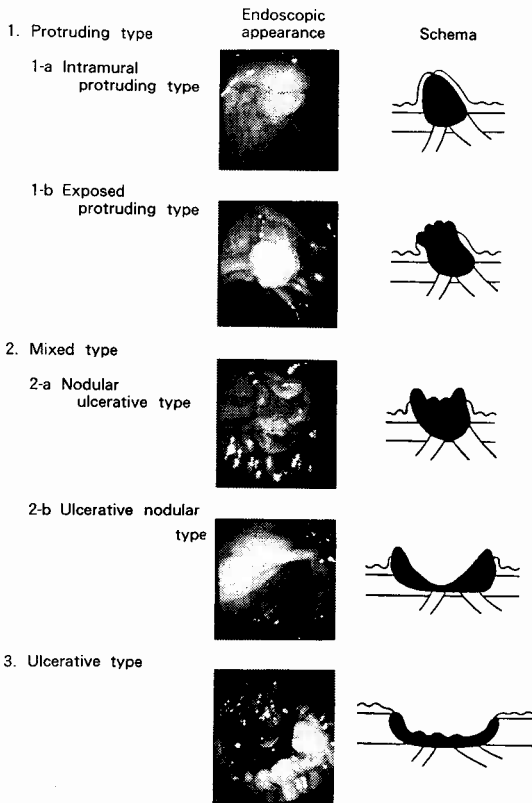 Endoscopic
appearance
Schema
1. Protruding type
1-a Intramural
protruding type
1-b Exposed
protruding type
2. Mixed type
2-a Nodular
ulcerative type
2-b Ulcerative nodular
type
3. Ulcerative type